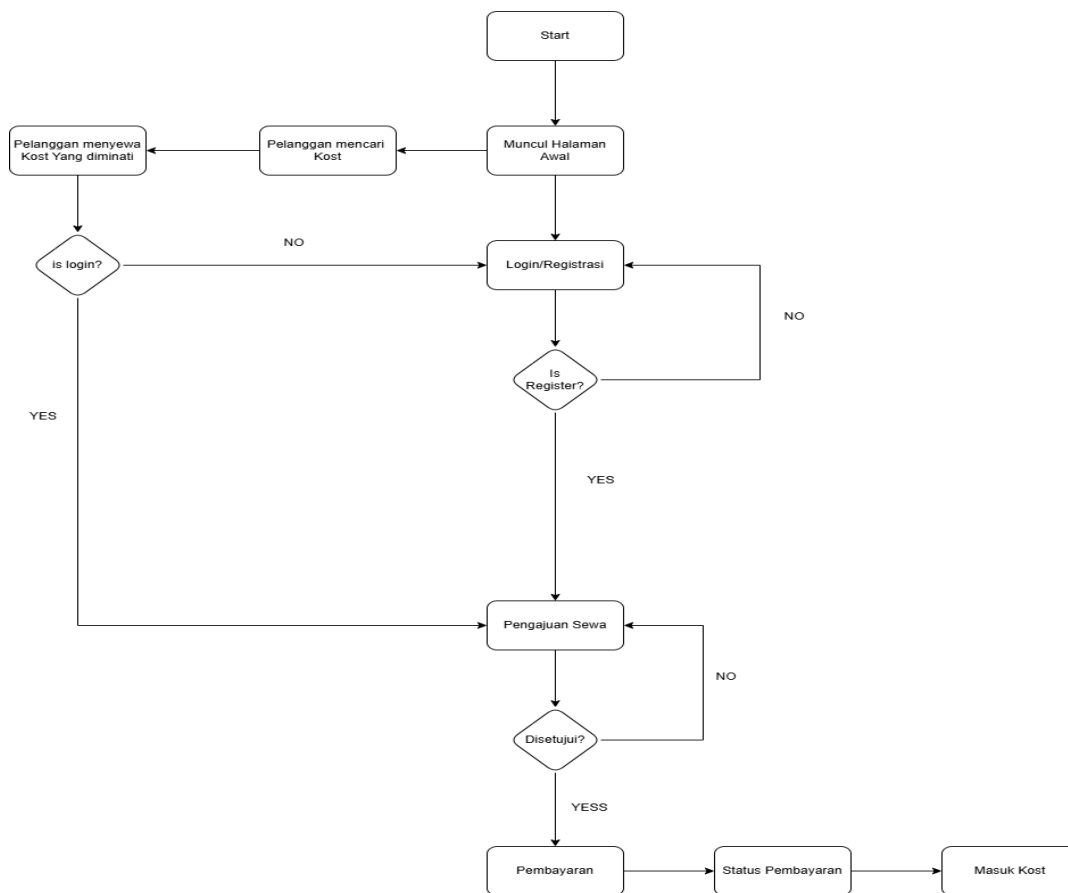 Start
Pelanggan menyewa
Kost Yang diminati
Pelanggan mencari
Kost
Muncul Halaman
Awal
is login?
NO
Login/Registrasi
NO
Is
Register?
YES
YES
Pengajuan Sewa
NO
Disetujui?
YESS
Pembayaran
Status Pembayaran
Masuk Kost